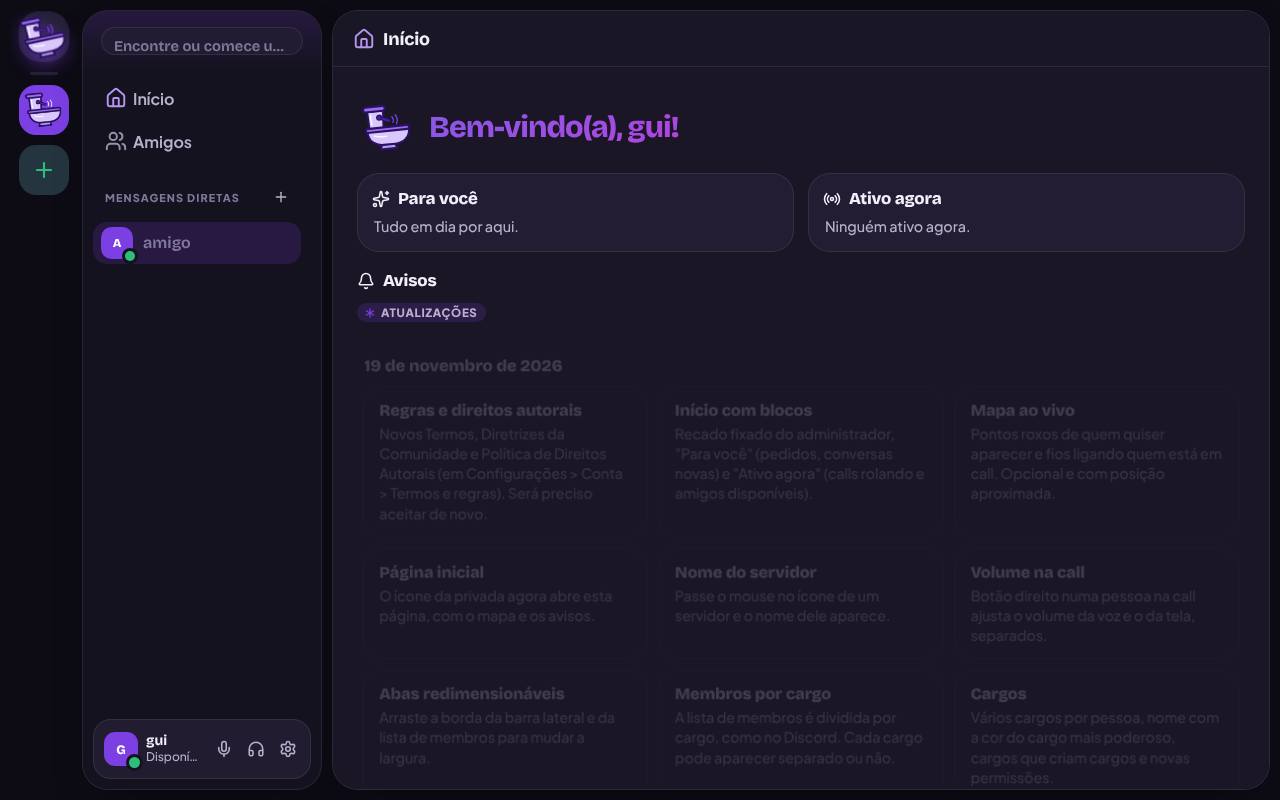 Encontre ou comece u...
Início
Amigos
MENSAGENS DIRETAS
A
amigo
G
gui
Disponí...
Início
Bem-vindo(a), gui!
Para você
Tudo em dia por aqui.
Ativo agora
Ninguém ativo agora.
Avisos
ATUALIZAÇÕES
19 de novembro de 2026
Regras e direitos autorais
Novos Termos, Diretrizes da
Comunidade e Política de Direitos
Autorais (em Configurações > Conta
> Termos e regras). Será preciso
aceitar de novo.
Início com blocos
Recado fixado do administrador,
"Para você" (pedidos, conversas
novas) e "Ativo agora" (calls rolando e
amigos disponíveis).
Mapa ao vivo
Pontos roxos de quem quiser
aparecer e fios ligando quem está em
call. Opcional e com posição
aproximada.
Página inicial
O ícone da privada agora abre esta
página, com o mapa e os avisos.
Nome do servidor
Passe o mouse no ícone de um
servidor e o nome dele aparece.
Volume na call
Botão direito numa pessoa na call
ajusta o volume da voz e o da tela,
separados.
Abas redimensionáveis
Arraste a borda da barra lateral e da
lista de membros para mudar a
largura.
Membros por cargo
A lista de membros é dividida por
cargo, como no Discord. Cada cargo
pode aparecer separado ou não.
Cargos
Vários cargos por pessoa, nome com
a cor do cargo mais poderoso,
cargos que criam cargos e novas
permissões.